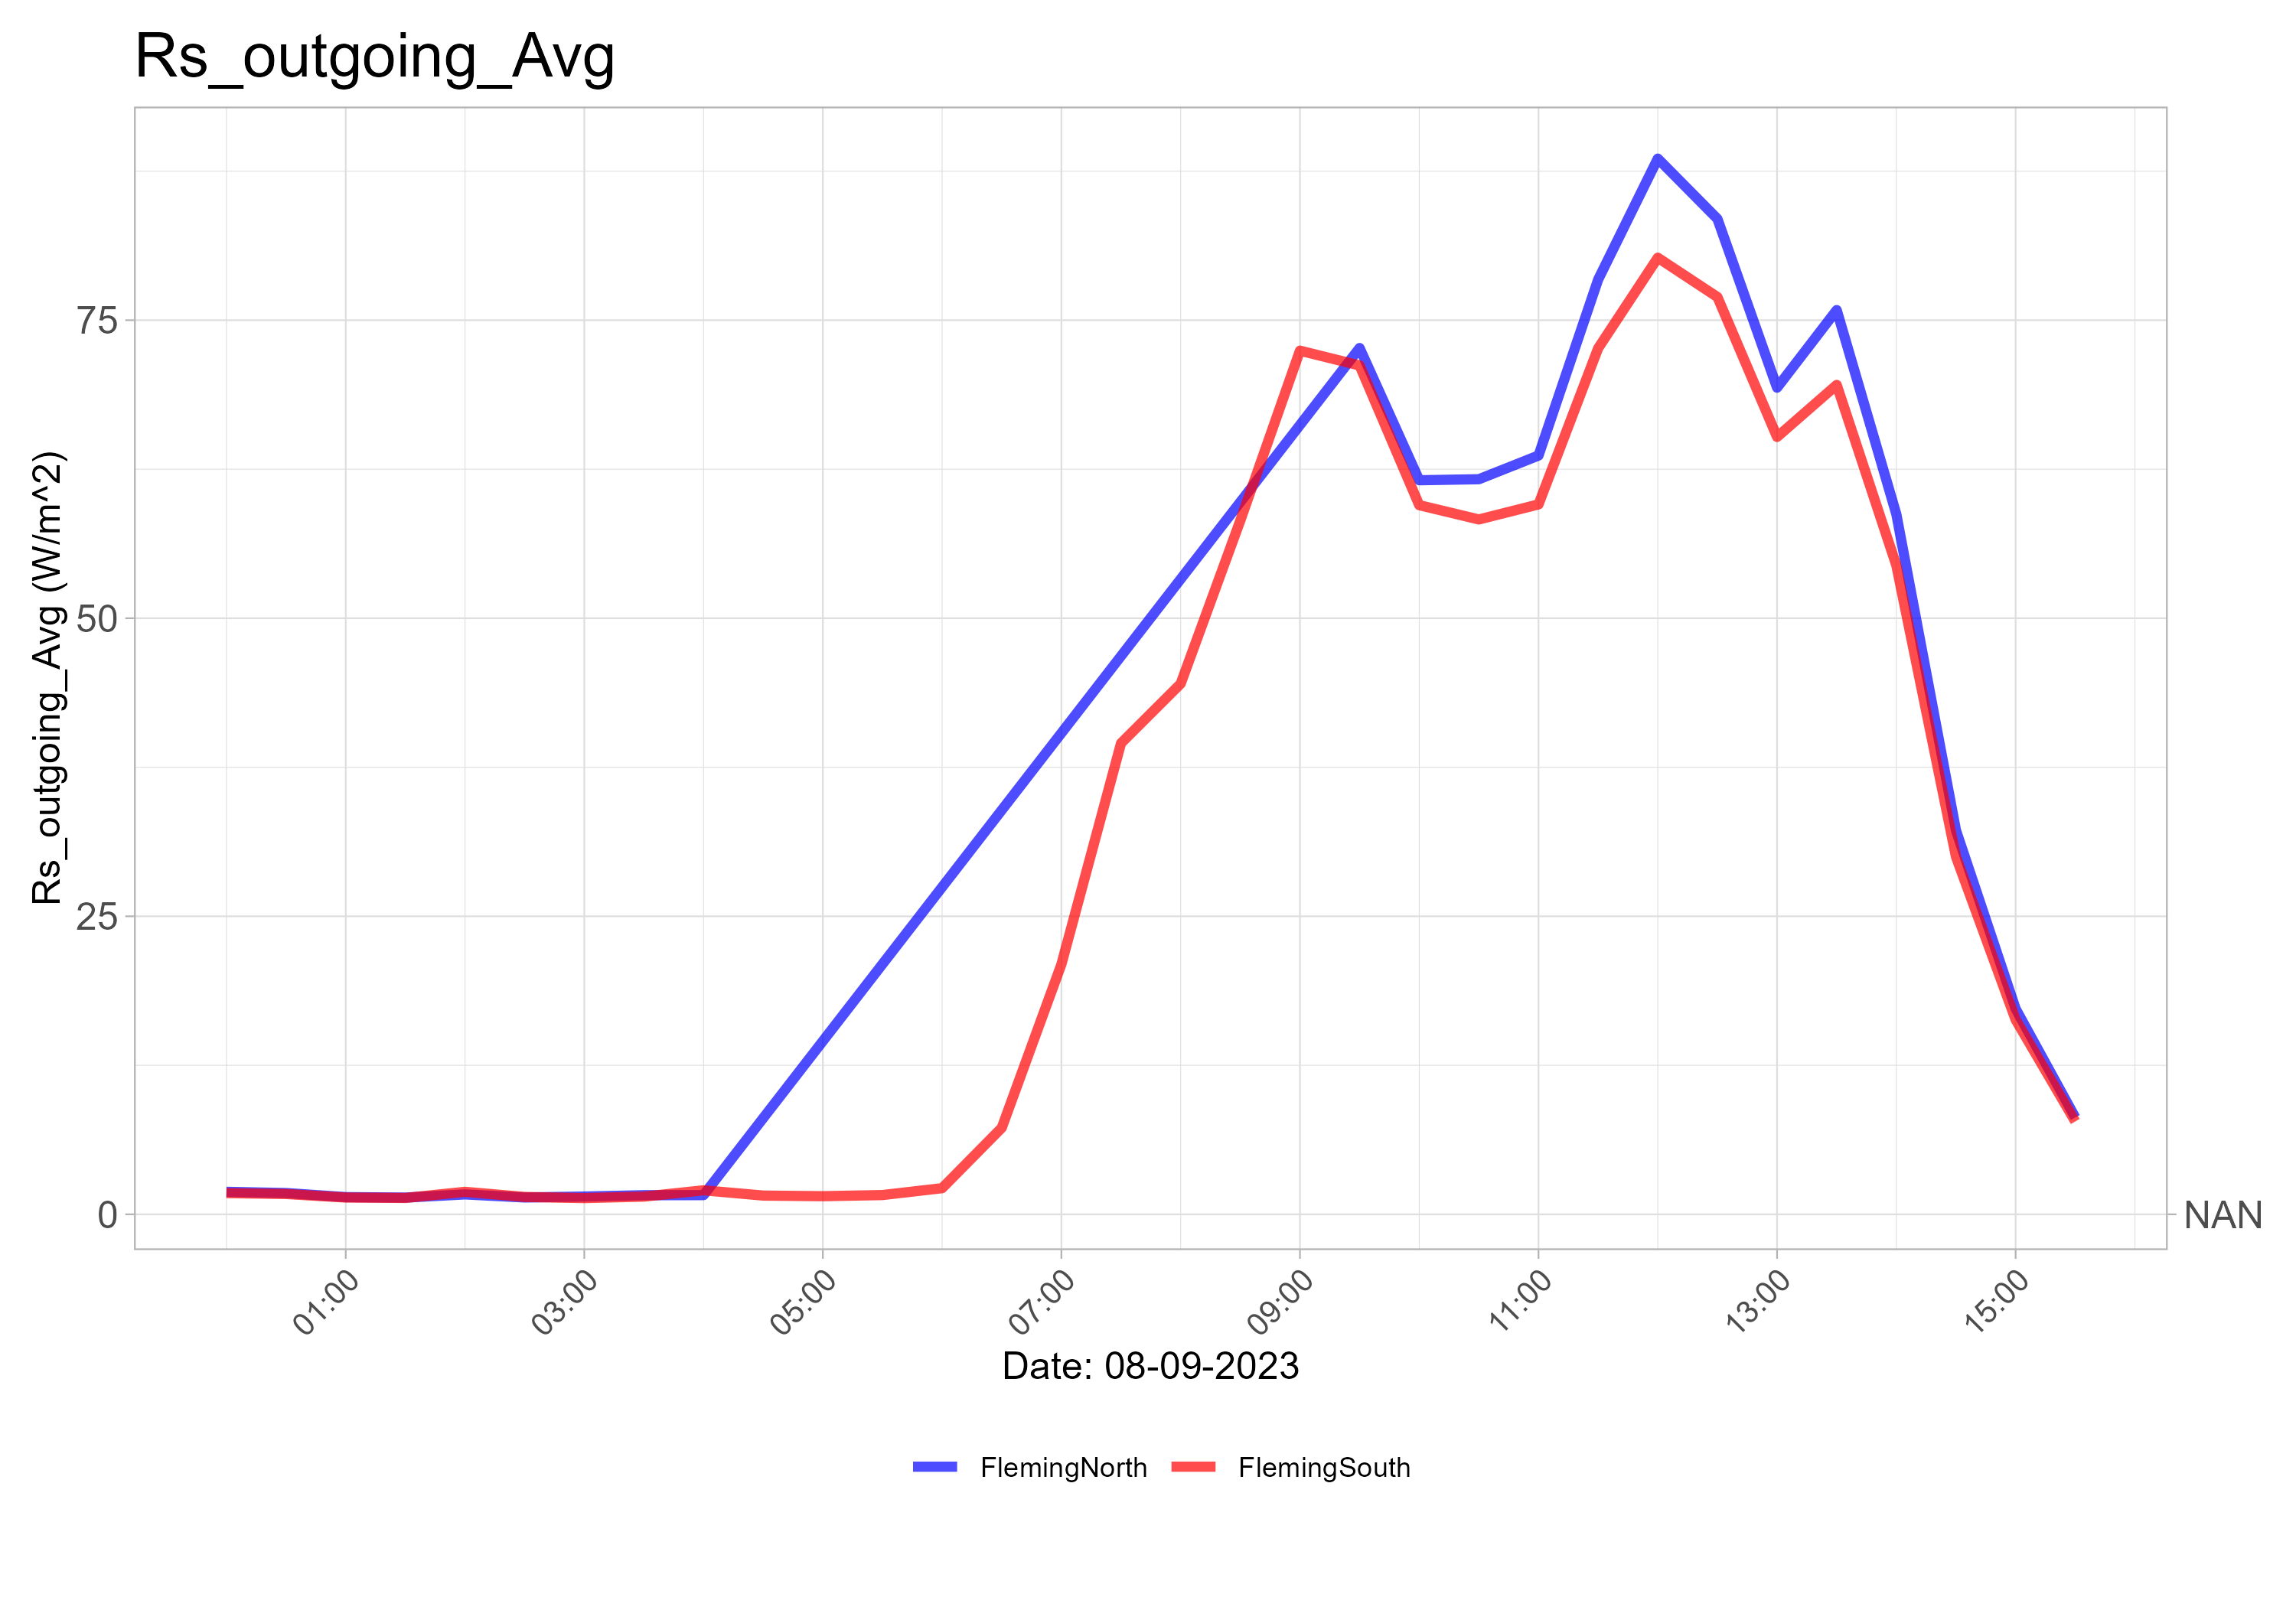 Rs_outgoing_Avg
Rs_outgoing_Avg (W/m^2)
75
50
25
0
NAN
01:00
03:00
05:00
07:00
09:00
11:00
13:00
15:00
Date: 08-09-2023
FlemingNorth
FlemingSouth